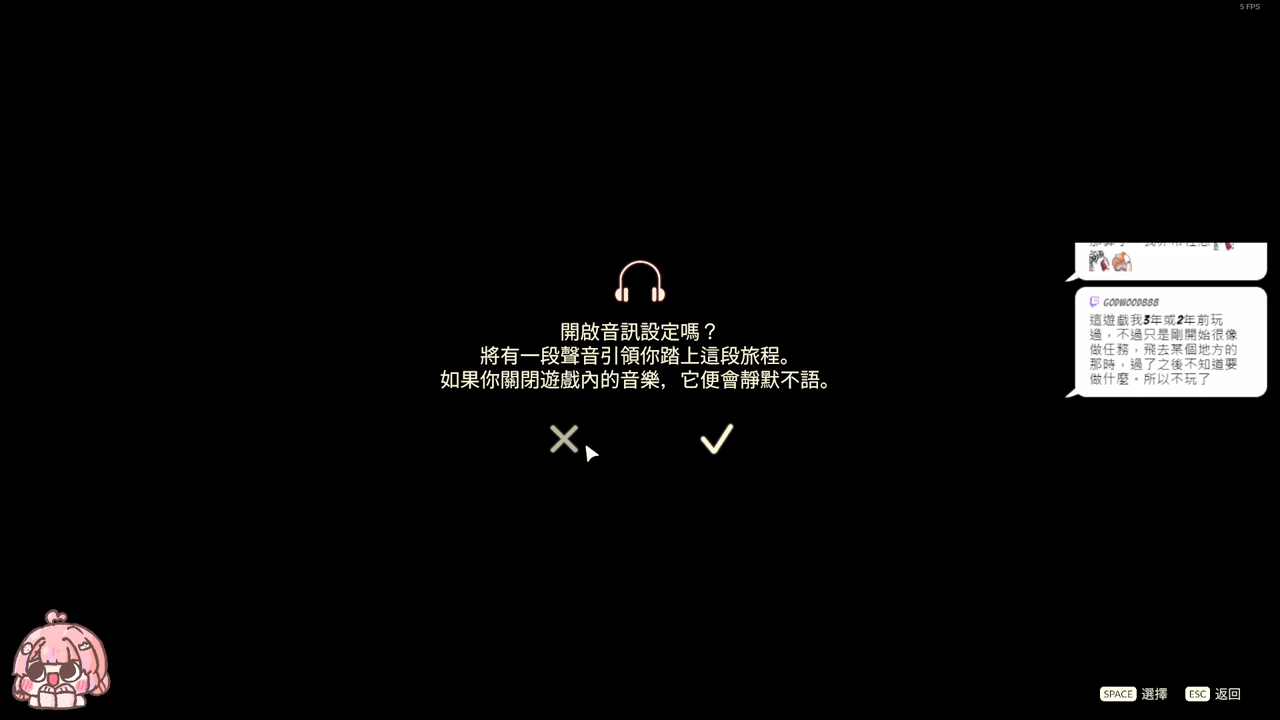 5 FPS
開啟音訊設定嗎？
將有一段聲音引領你踏上這段旅程。
如果你關閉遊戲內的音樂，它便會靜默不語。
GODWOOD888
這遊戲我3年或2年前玩
過，不過只是剛開始很像
做任務，飛去某個地方的
那時，過了之後不知道要
做什麼。所以不玩了
SPACE 選擇 ESC 返回